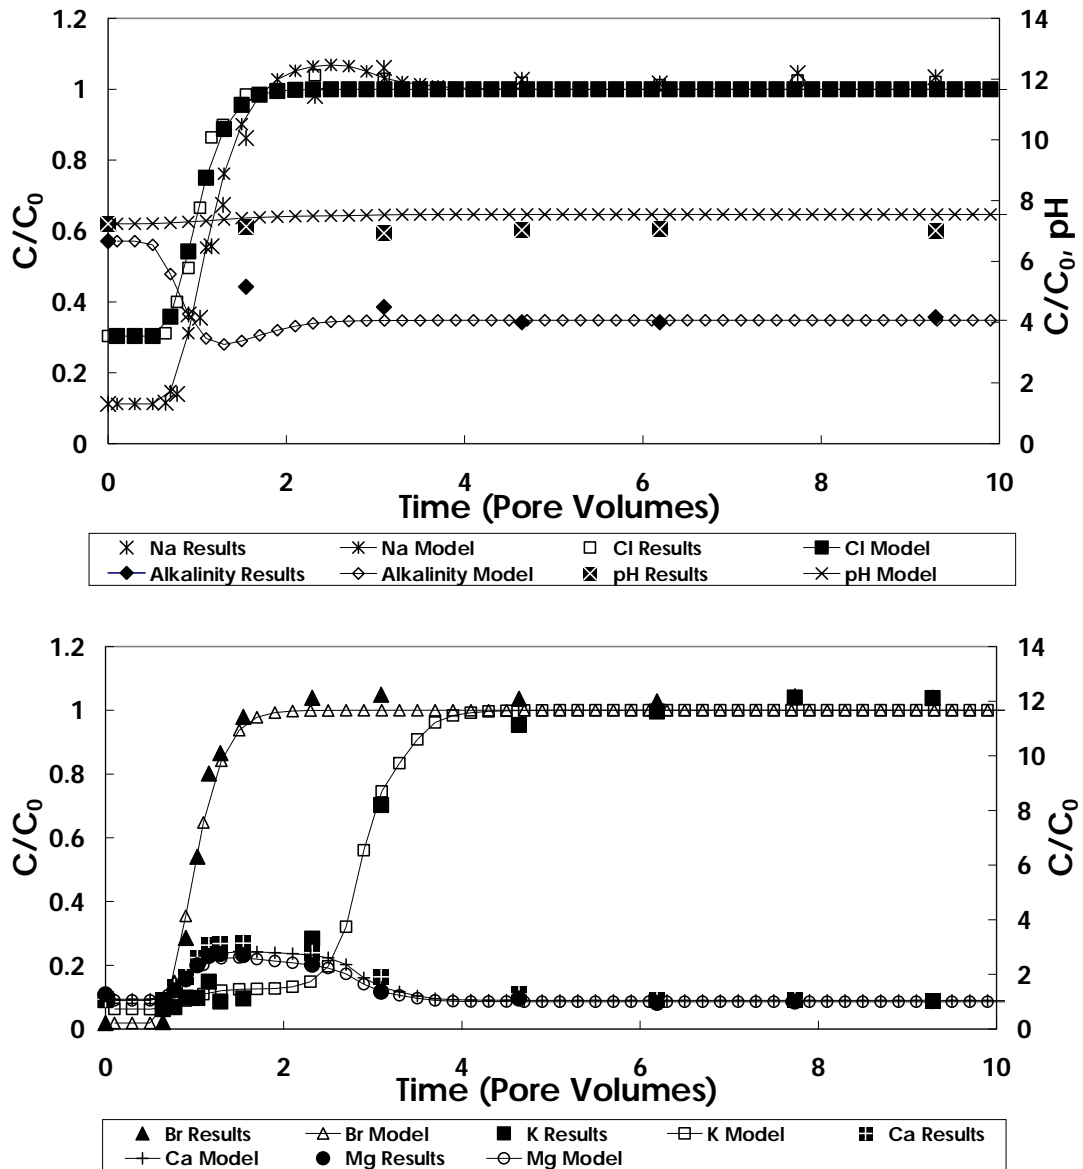 1.2
1
0.8
0.6
0.4
0.2
0
C/C0
14
12
10
8
6
4
2
0
C/C0, pH
0 2 4 6 8 10
Time (Pore Volumes)
Na Results Na Model Cl Results Cl Model
Alkalinity Results Alkalinity Model pH Results pH Model
1.2
1
0.8
0.6
0.4
0.2
0
C/C0
14
12
10
8
6
4
2
0
C/C0
0 2 4 6 8 10
Time (Pore Volumes)
Br Results Br Model K Results K Model Ca Results
Ca Model Mg Results Mg Model